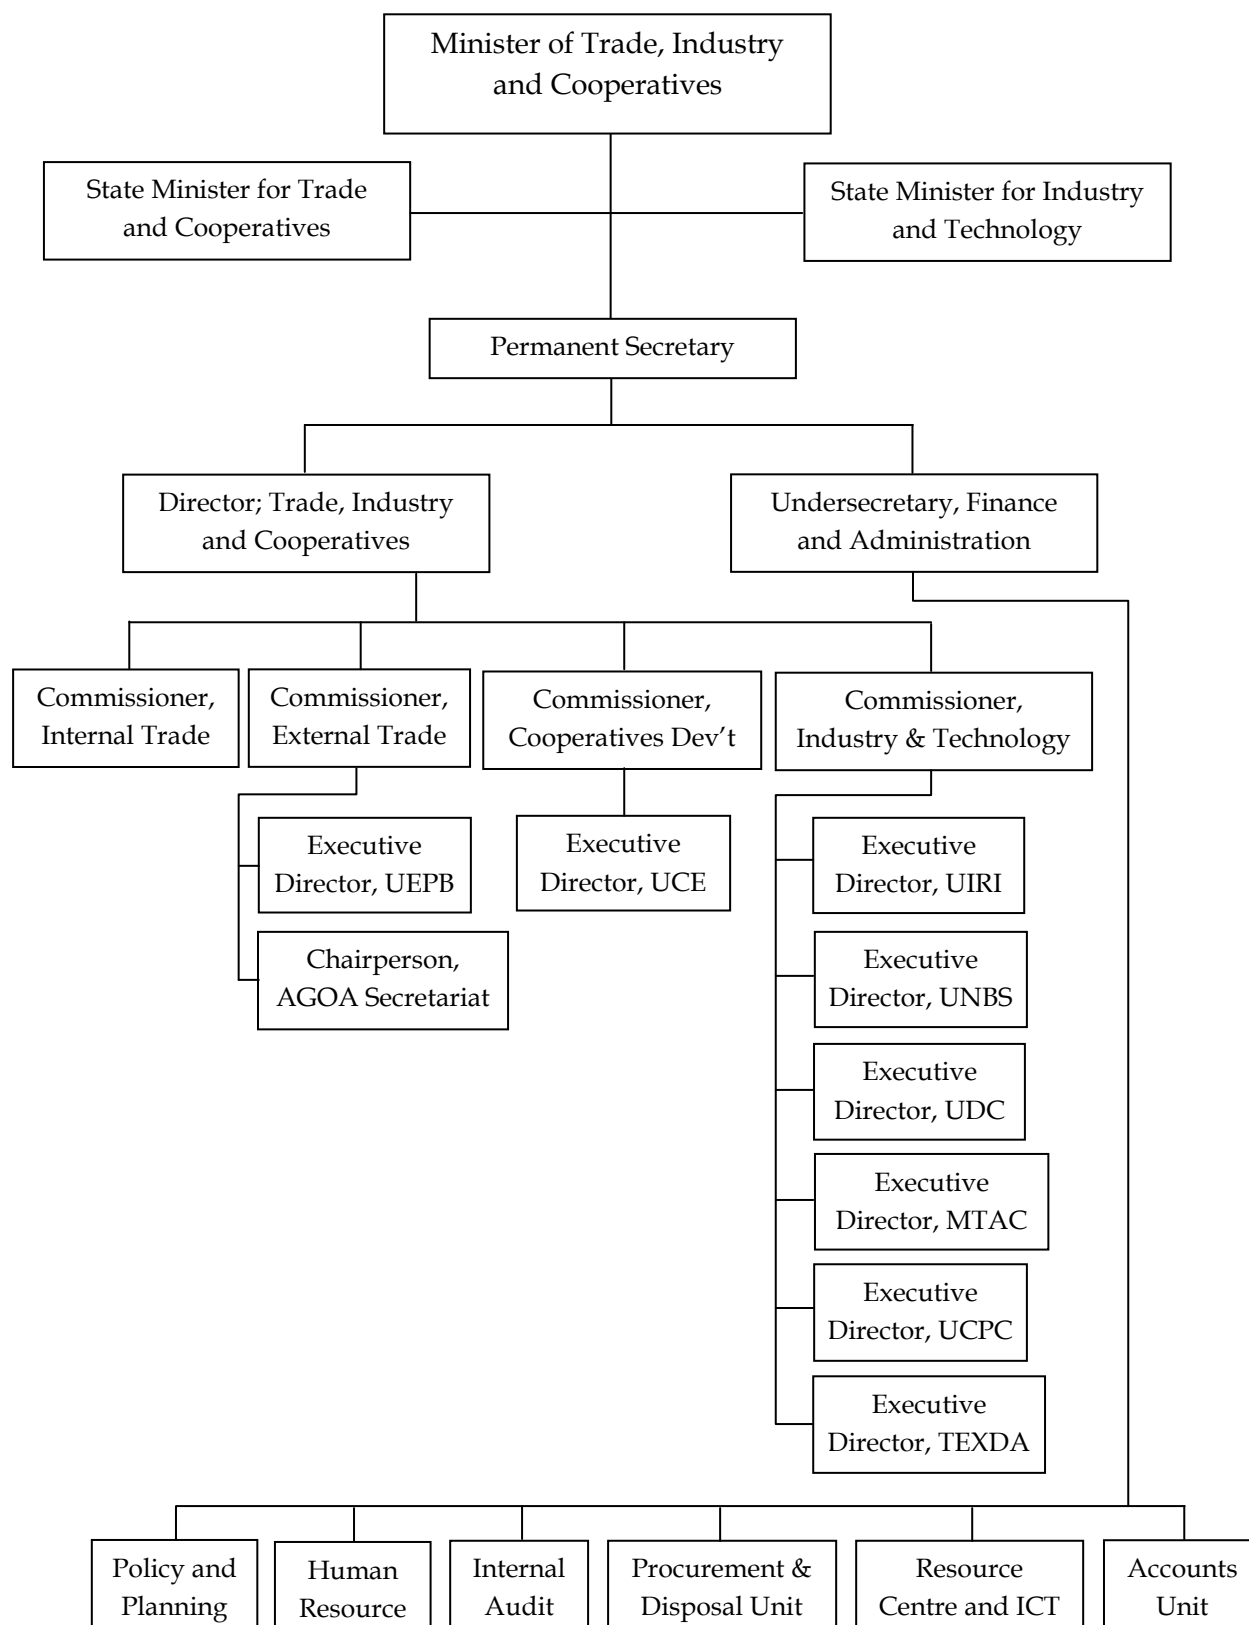 Minister of Trade, Industry
and Cooperatives
State Minister for Trade
and Cooperatives
State Minister for Industry
and Technology
Permanent Secretary
Director; Trade, Industry
and Cooperatives
Undersecretary, Finance
and Administration
Commissioner,
Internal Trade
Commissioner,
External Trade
Commissioner,
Cooperatives Dev’t
Commissioner,
Industry & Technology
Executive
Director, UEPB
Chairperson,
AGOA Secretariat
Executive
Director, UCE
Executive
Director, UIRI
Executive
Director, UNBS
Executive
Director, UDC
Executive
Director, MTAC
Executive
Director, UCPC
Executive
Director, TEXDA
Policy and
Planning
Human
Resource
Internal
Audit
Procurement &
Disposal Unit
Resource
Centre and ICT
Accounts
Unit